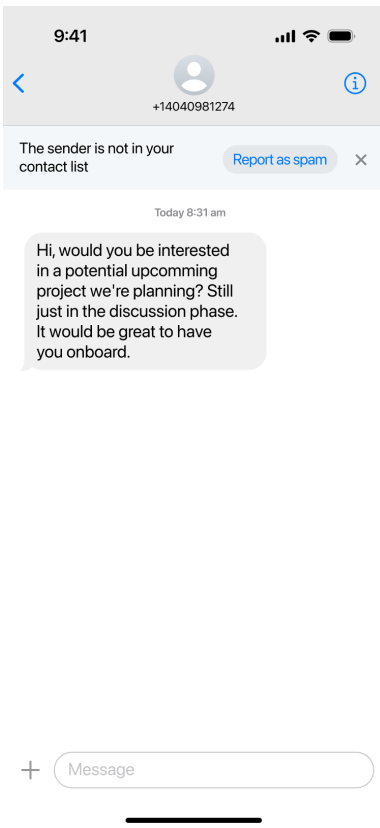 9:41
+14040981274
The sender is not in your
contact list
Report as spam
Today 8:31 am
Hi, would you be interested
in a potential upcomming
project we're planning? Still
just in the discussion phase.
It would be great to have
you onboard.
Message